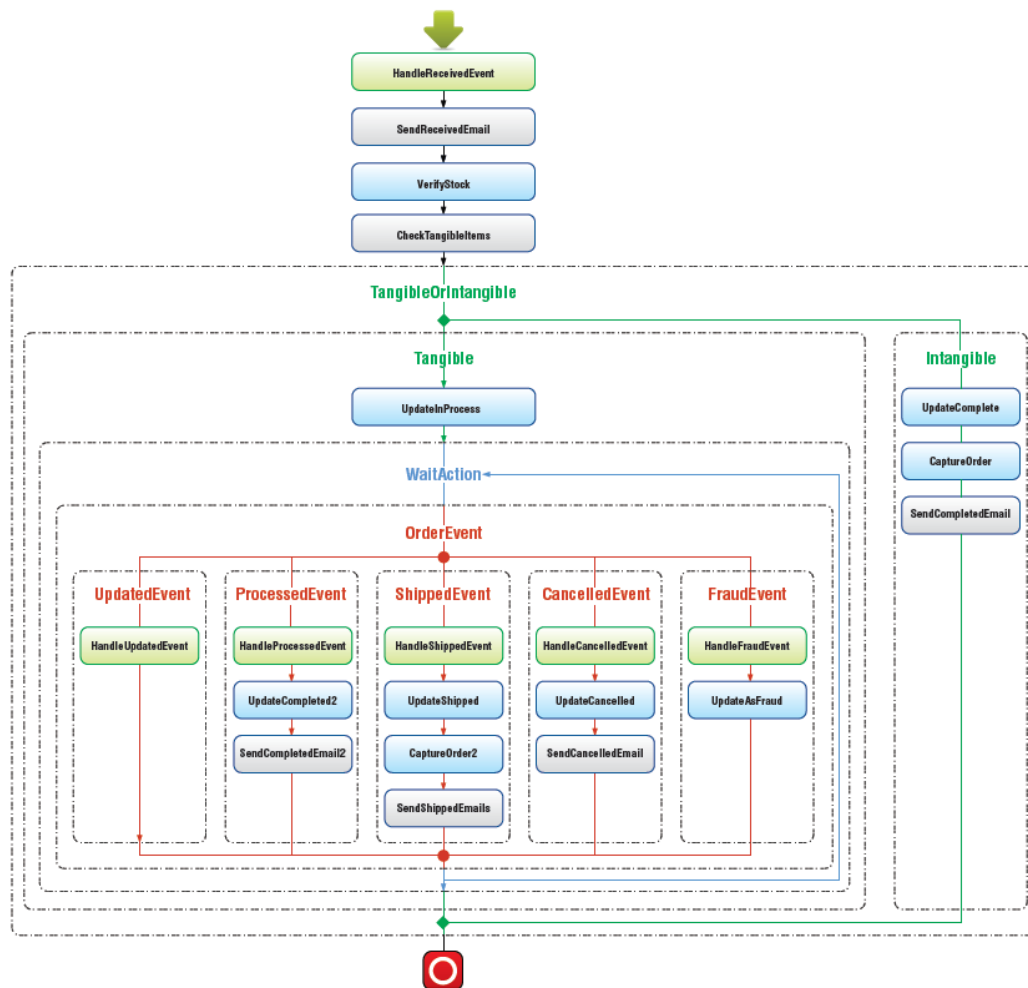 HandleReceivedEvent
SendReceivedEmail
VerifyStock
CheckTangibleItems
TangibleOrIntangible
Tangible
Intangible
UpdateInProcess
UpdateComplete
CaptureOrder
WaitAction
SendCompletedEmail
OrderEvent
UpdatedEvent
ProcessedEvent
ShippedEvent
CancelledEvent
FraudEvent
HandleUpdatedEvent
HandleProcessedEvent
HandleShippedEvent
HandleCancelledEvent
HandleFraudEvent
UpdateCompleted2
UpdateShipped
UpdateCancelled
UpdateAsFraud
SendCompletedEmail2
CaptureOrder2
SendCancelledEmail
SendShippedEmails